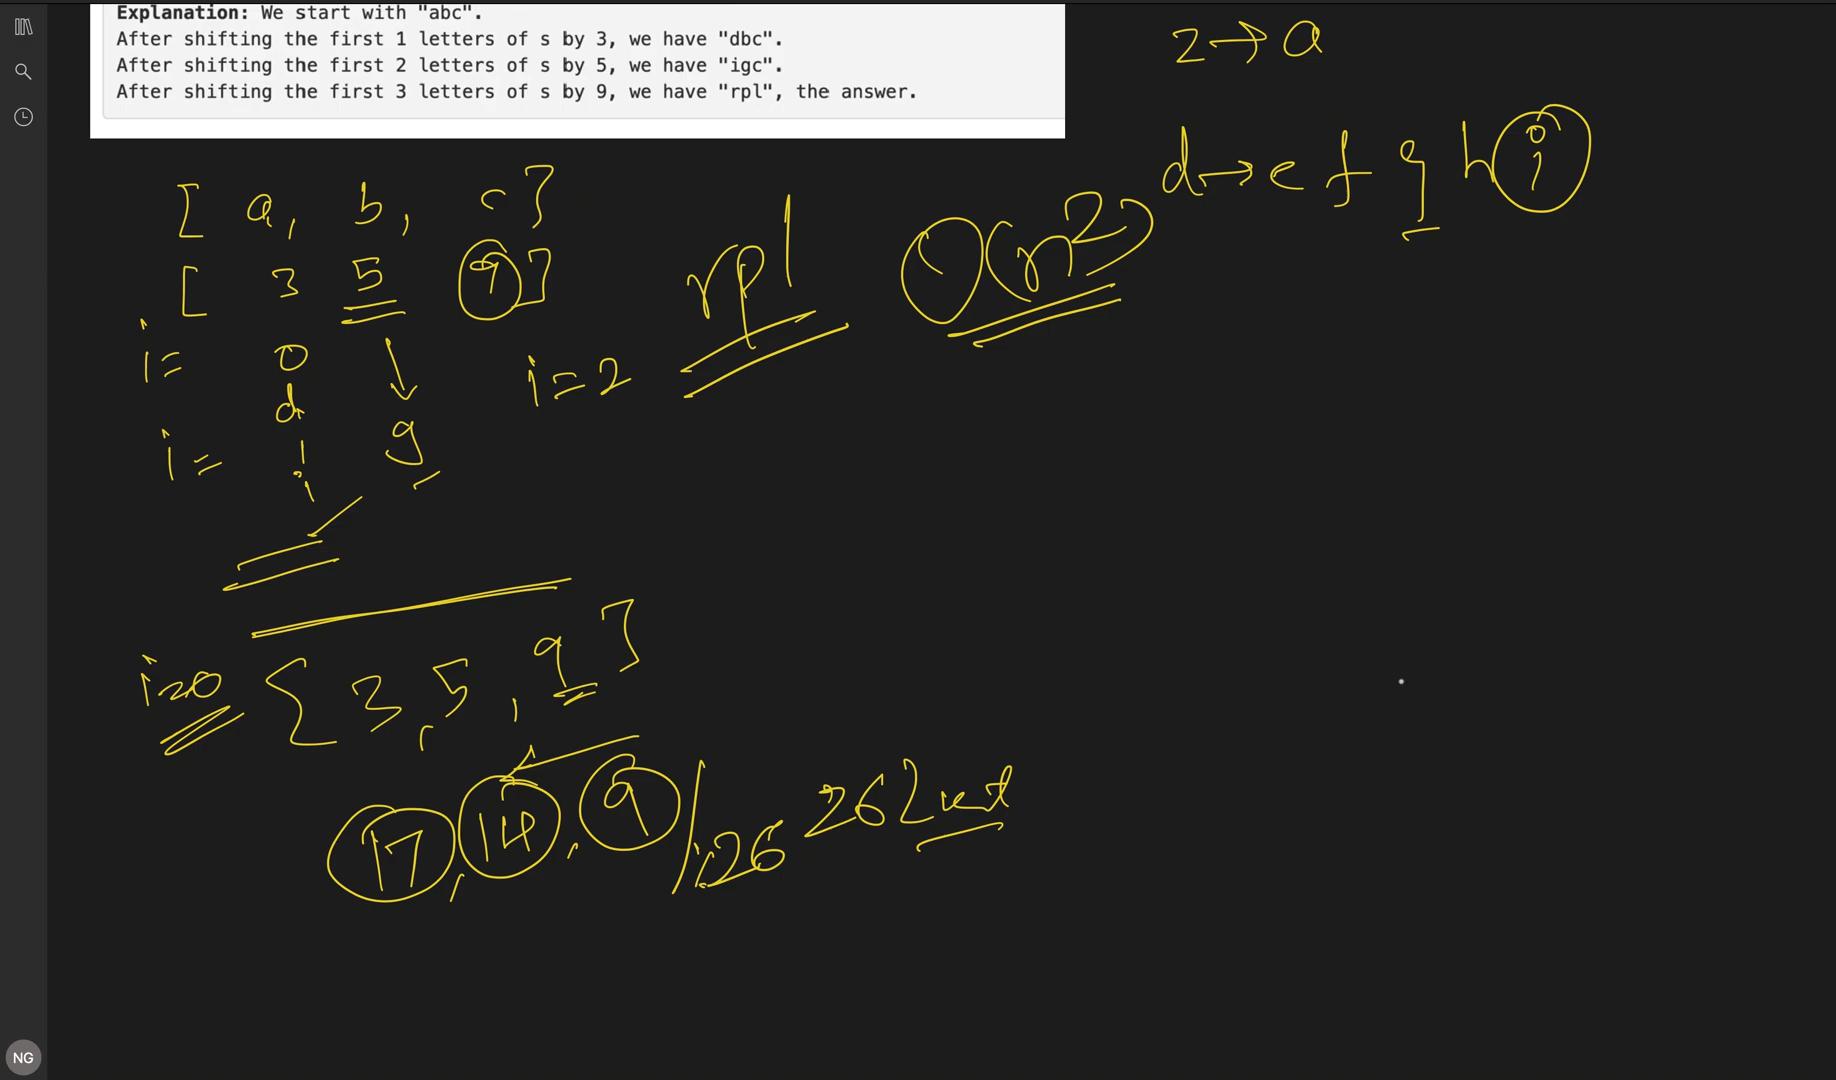 Explanation: We start with "abc".
After shifting the first 1 letters of s by 3, we have "dbc".
After shifting the first 2 letters of s by 5, we have "igc".
After shifting the first 3 letters of s by 9, we have "rpl", the answer.
z → a
d → e f g h i
[ a, b, c ]
[ 3 5 9 ]
rpl
O(n²)
i = 0
i = 2
d
g
i = 1
i
i=0 { 3, 5, 9 ]
17, 14, 9 / % 26
26
NG